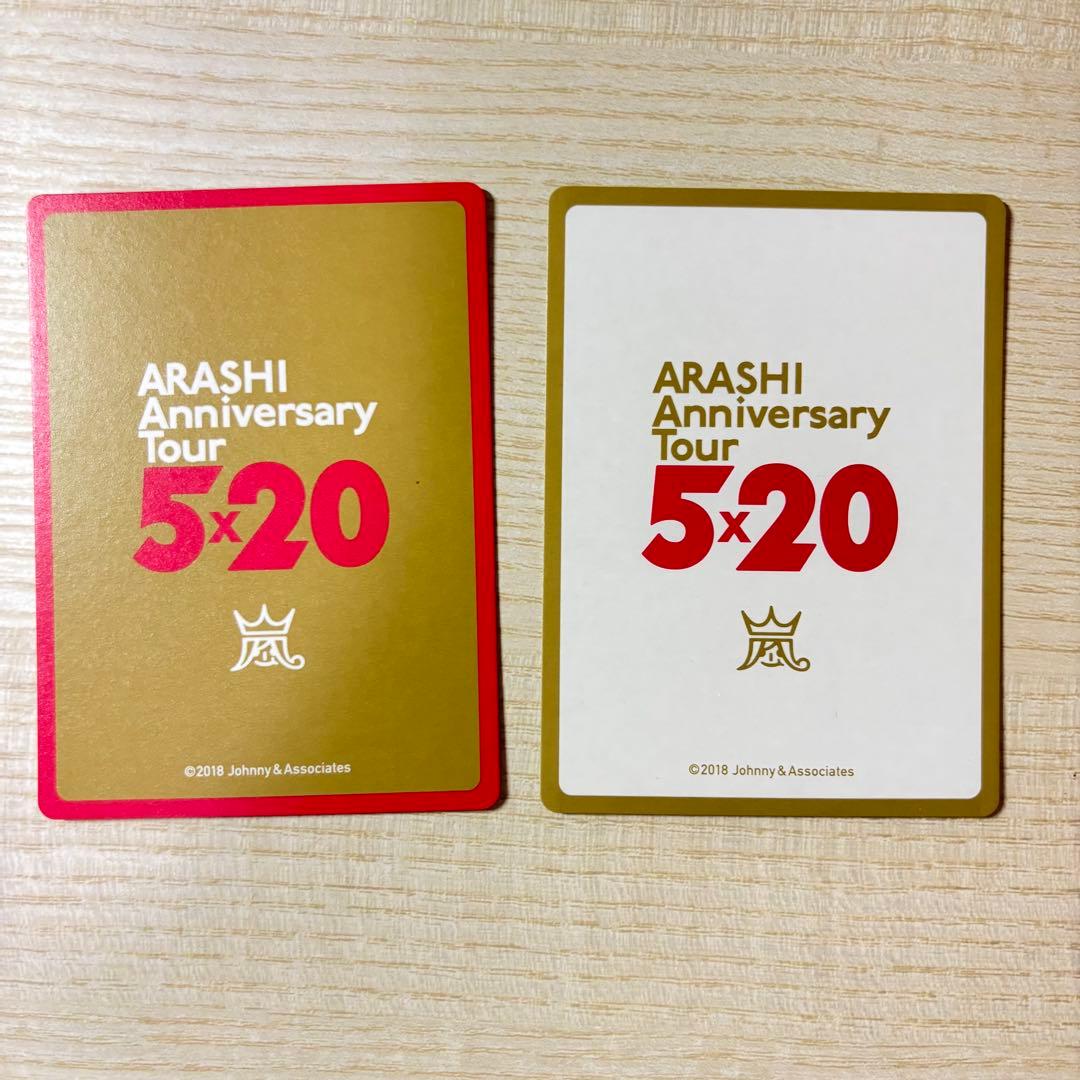 ARASHI
Anniversary
Tour
5x20
嵐
©2018 Johnny & Associates
ARASHI
Anniversary
Tour
5x20
嵐
©2018 Johnny & Associates